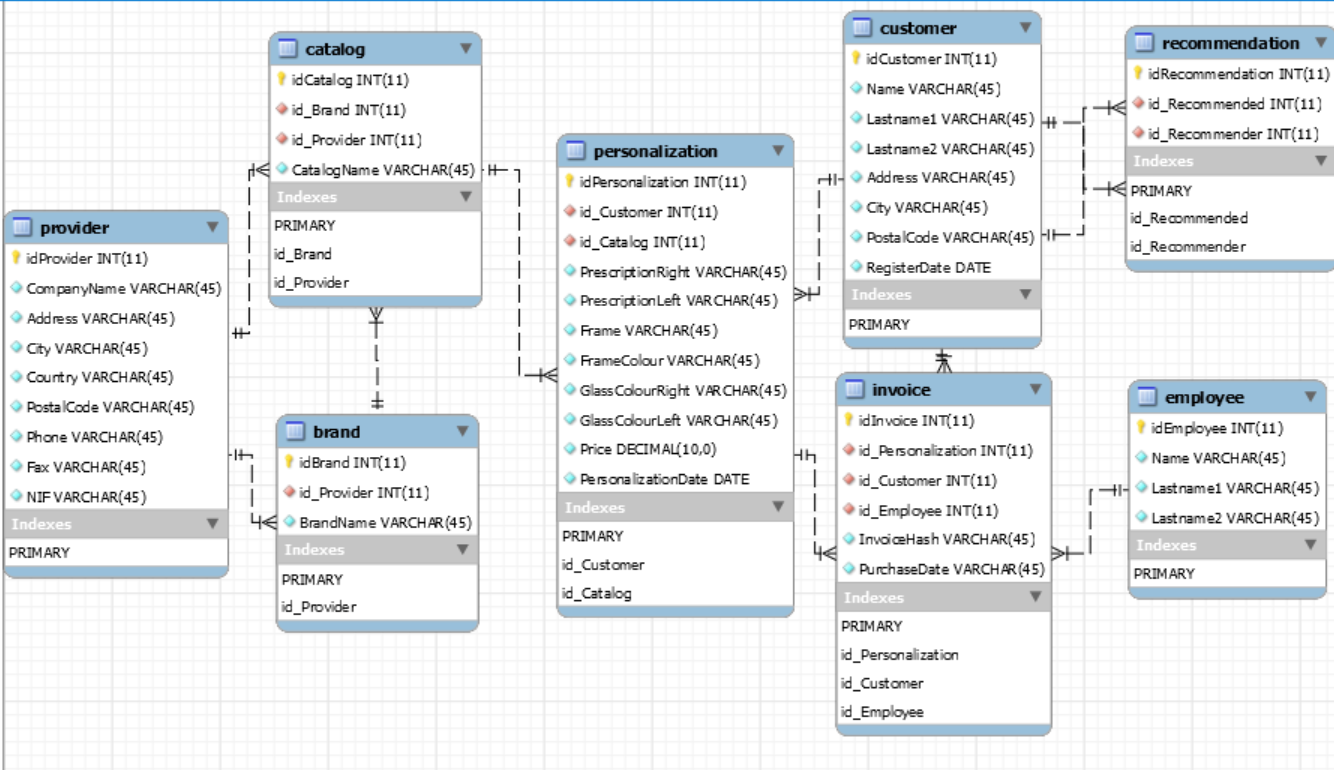 provider
idProvider INT(11)
CompanyName VARCHAR(45)
Address VARCHAR(45)
City VARCHAR(45)
Country VARCHAR(45)
PostalCode VARCHAR(45)
Phone VARCHAR(45)
Fax VARCHAR(45)
NIF VARCHAR(45)
Indexes
PRIMARY
catalog
idCatalog INT(11)
id_Brand INT(11)
id_Provider INT(11)
CatalogName VARCHAR(45)
Indexes
PRIMARY
id_Brand
id_Provider
brand
idBrand INT(11)
id_Provider INT(11)
BrandName VARCHAR(45)
Indexes
PRIMARY
id_Provider
personalization
idPersonalization INT(11)
id_Customer INT(11)
id_Catalog INT(11)
PrescriptionRight VARCHAR(45)
PrescriptionLeft VARCHAR(45)
Frame VARCHAR(45)
FrameColour VARCHAR(45)
GlassColourRight VARCHAR(45)
GlassColourLeft VARCHAR(45)
Price DECIMAL(10,0)
PersonalizationDate DATE
Indexes
PRIMARY
id_Customer
id_Catalog
customer
idCustomer INT(11)
Name VARCHAR(45)
Lastname1 VARCHAR(45)
Lastname2 VARCHAR(45)
Address VARCHAR(45)
City VARCHAR(45)
PostalCode VARCHAR(45)
RegisterDate DATE
Indexes
PRIMARY
invoice
idInvoice INT(11)
id_Personalization INT(11)
id_Customer INT(11)
id_Employee INT(11)
InvoiceHash VARCHAR(45)
PurchaseDate VARCHAR(45)
Indexes
PRIMARY
id_Personalization
id_Customer
id_Employee
recommendation
idRecommendation INT(11)
id_Recommended INT(11)
id_Recommender INT(11)
Indexes
PRIMARY
id_Recommended
id_Recommender
employee
idEmployee INT(11)
Name VARCHAR(45)
Lastname1 VARCHAR(45)
Lastname2 VARCHAR(45)
Indexes
PRIMARY